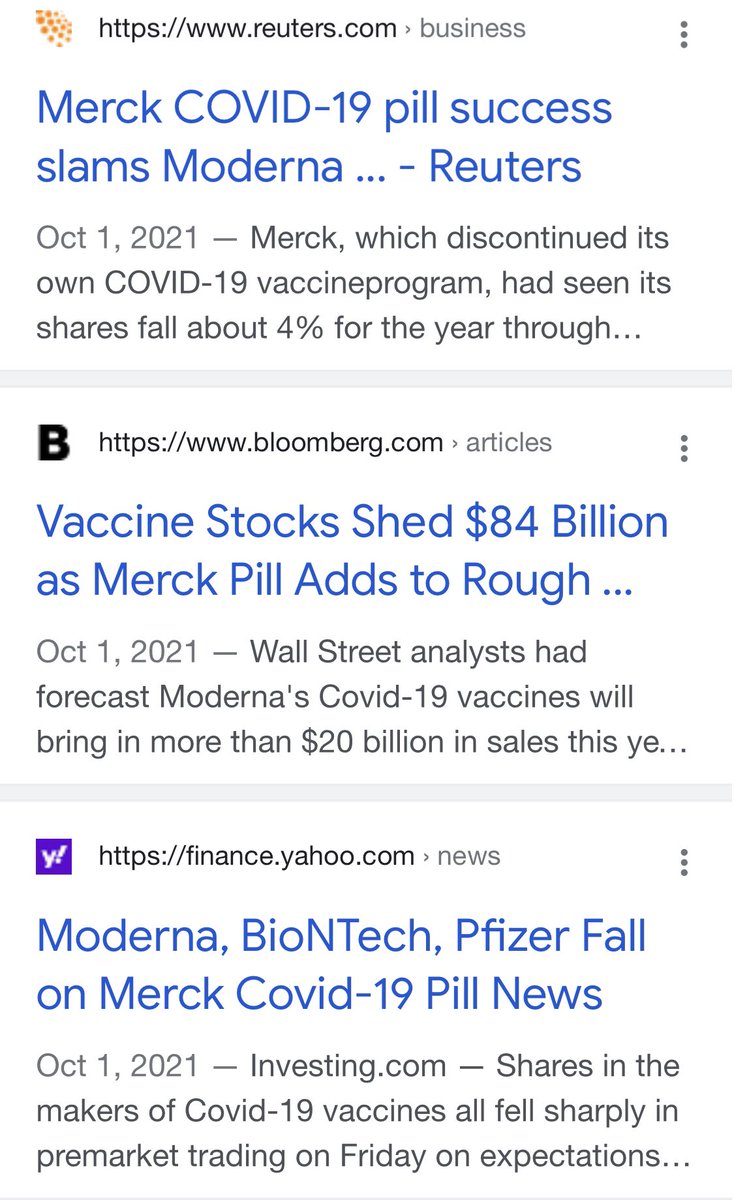 https://www.reuters.com › business
Merck COVID-19 pill success
slams Moderna ... - Reuters
Oct 1, 2021 — Merck, which discontinued its
own COVID-19 vaccineprogram, had seen its
shares fall about 4% for the year through…
B https://www.bloomberg.com › articles
Vaccine Stocks Shed $84 Billion
as Merck Pill Adds to Rough ...
Oct 1, 2021 — Wall Street analysts had
forecast Moderna's Covid-19 vaccines will
bring in more than $20 billion in sales this ye…
y! https://finance.yahoo.com › news
Moderna, BioNTech, Pfizer Fall
on Merck Covid-19 Pill News
Oct 1, 2021 — Investing.com — Shares in the
makers of Covid-19 vaccines all fell sharply in
premarket trading on Friday on expectations…